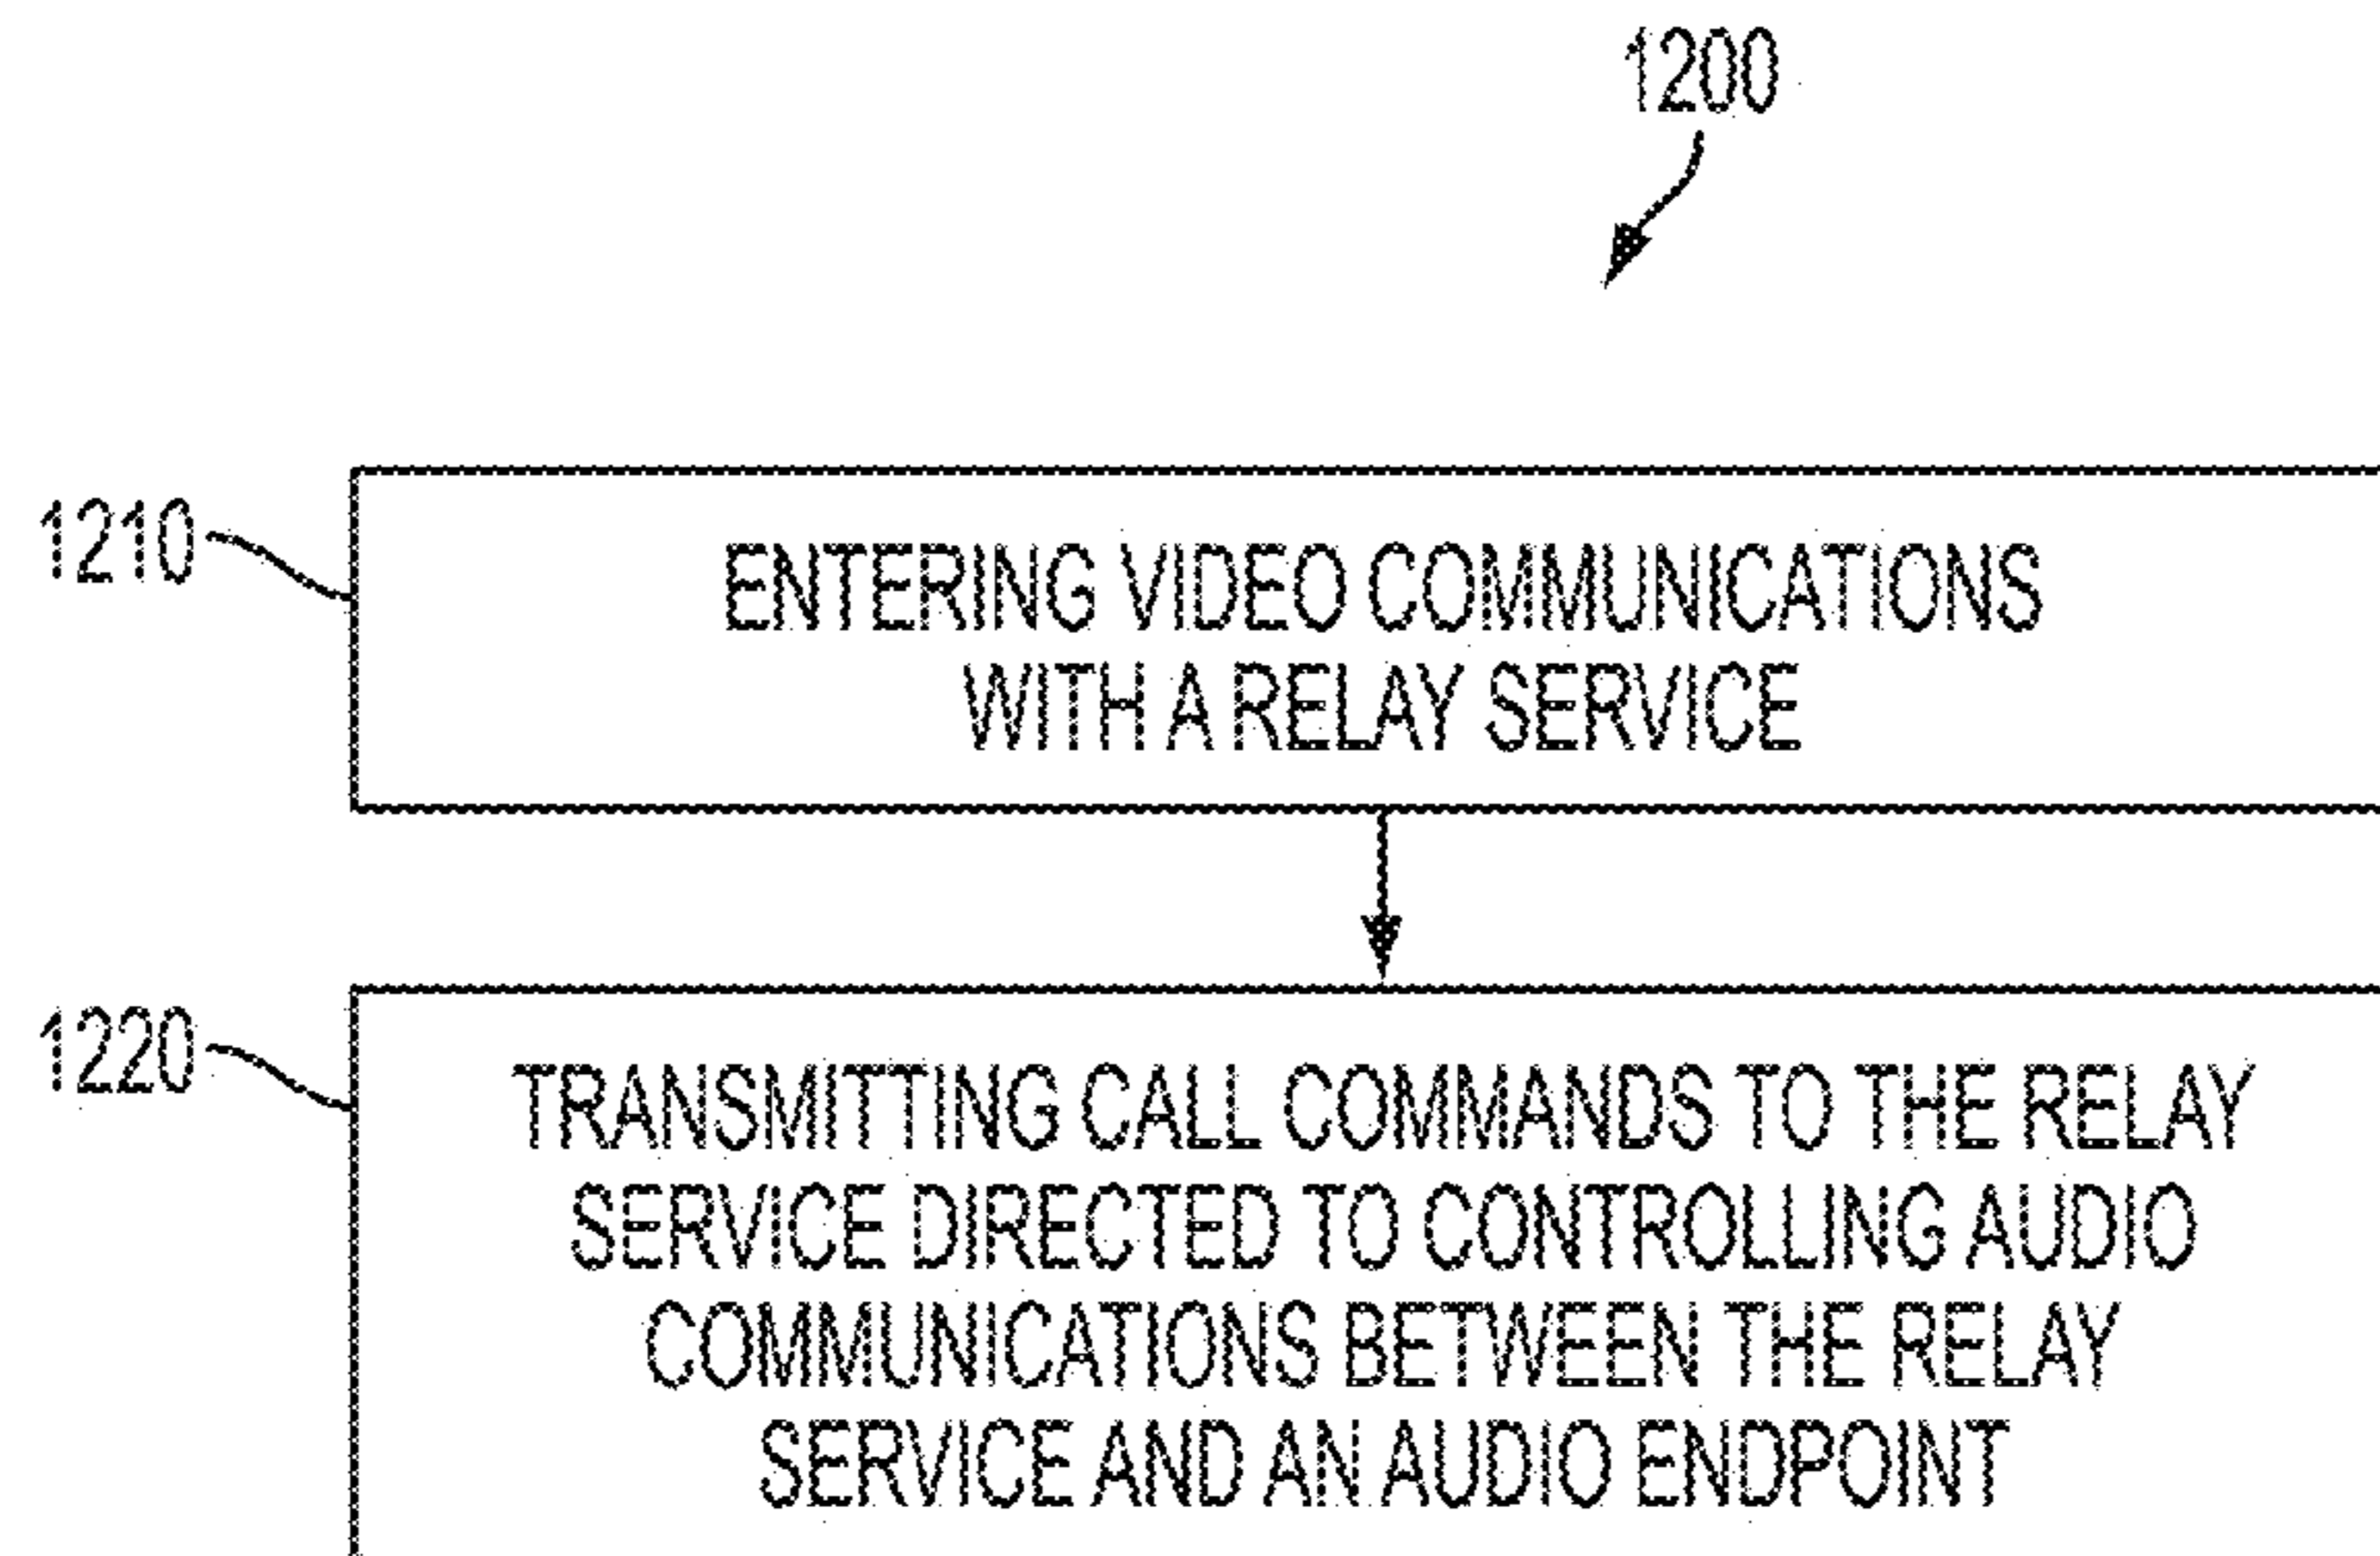 1200
1210
ENTERING VIDEO COMMUNICATIONS
WITH A RELAY SERVICE
1220
TRANSMITTING CALL COMMANDS TO THE RELAY
SERVICE DIRECTED TO CONTROLLING AUDIO
COMMUNICATIONS BETWEEN THE RELAY
SERVICE AND AN AUDIO ENDPOINT